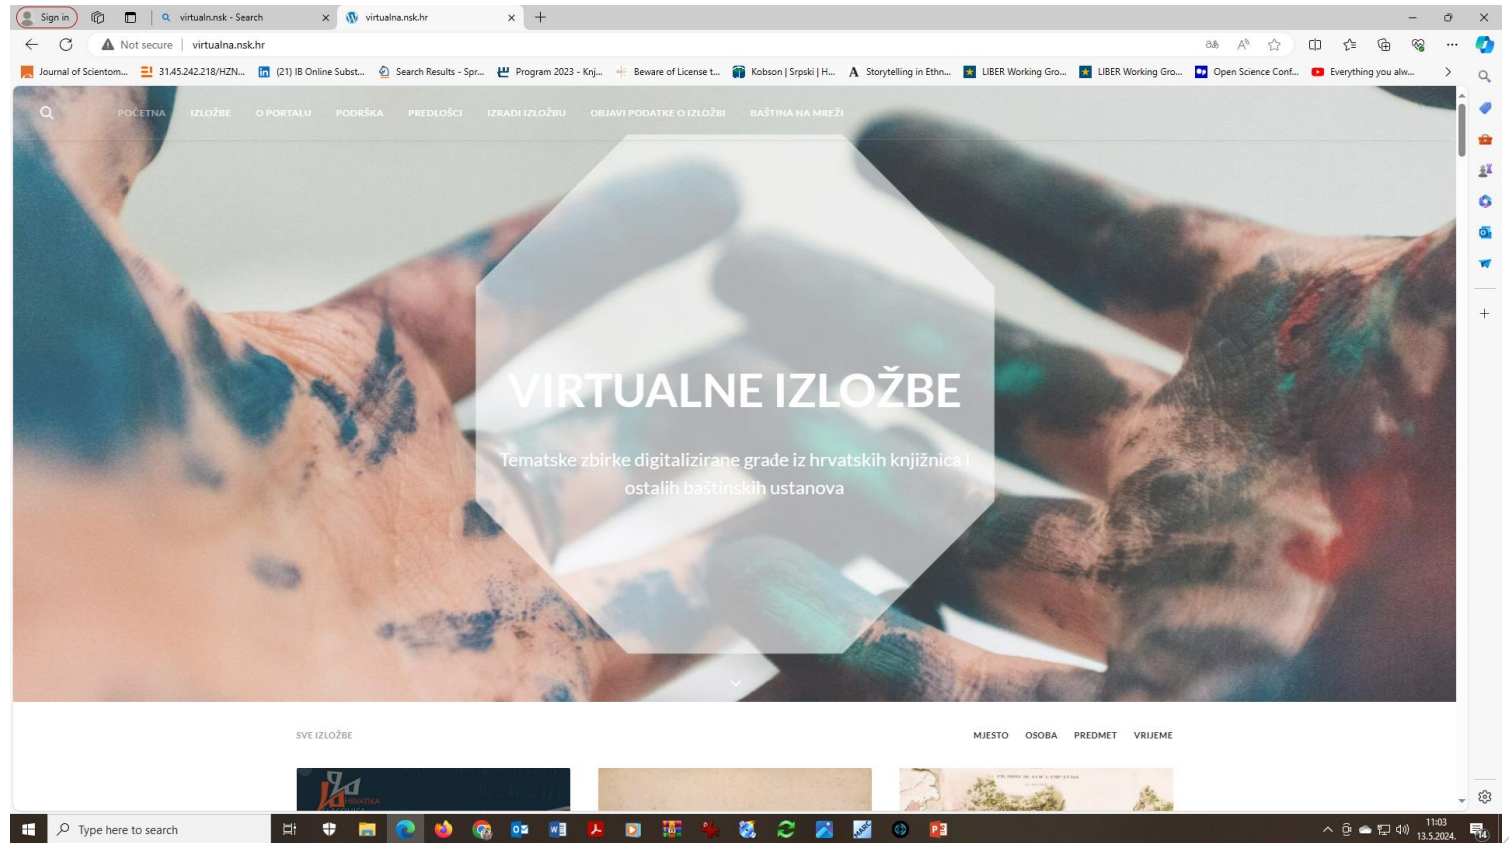 Sign in
virtualn.nsk - Search
virtualna.nsk.hr
Not secure
virtualna.nsk.hr
Journal of Scientom...
31.45.242.218/HZN...
(21) IB Online Subst...
Search Results - Spr...
Program 2023 - Knj...
Beware of License t...
Kobson | Srpski | H...
Storytelling in Ethn...
LIBER Working Gro...
LIBER Working Gro...
Open Science Conf...
Everything you alw...
POČETNA
IZLOŽBE
O PORTALU
PODRŠKA
PREDLOŠCI
IZRADI IZLOŽBU
OBJAVI PODATKE O IZLOŽBI
BAŠTINA NA MREŽI
VIRTUALNE IZLOŽBE
Tematske zbirke digitalizirane građe iz hrvatskih knjižnica i
ostalih baštinskih ustanova
SVE IZLOŽBE
MJESTO
OSOBA
PREDMET
VRIJEME
HRVATSKA
Type here to search
11:03
13.5.2024.